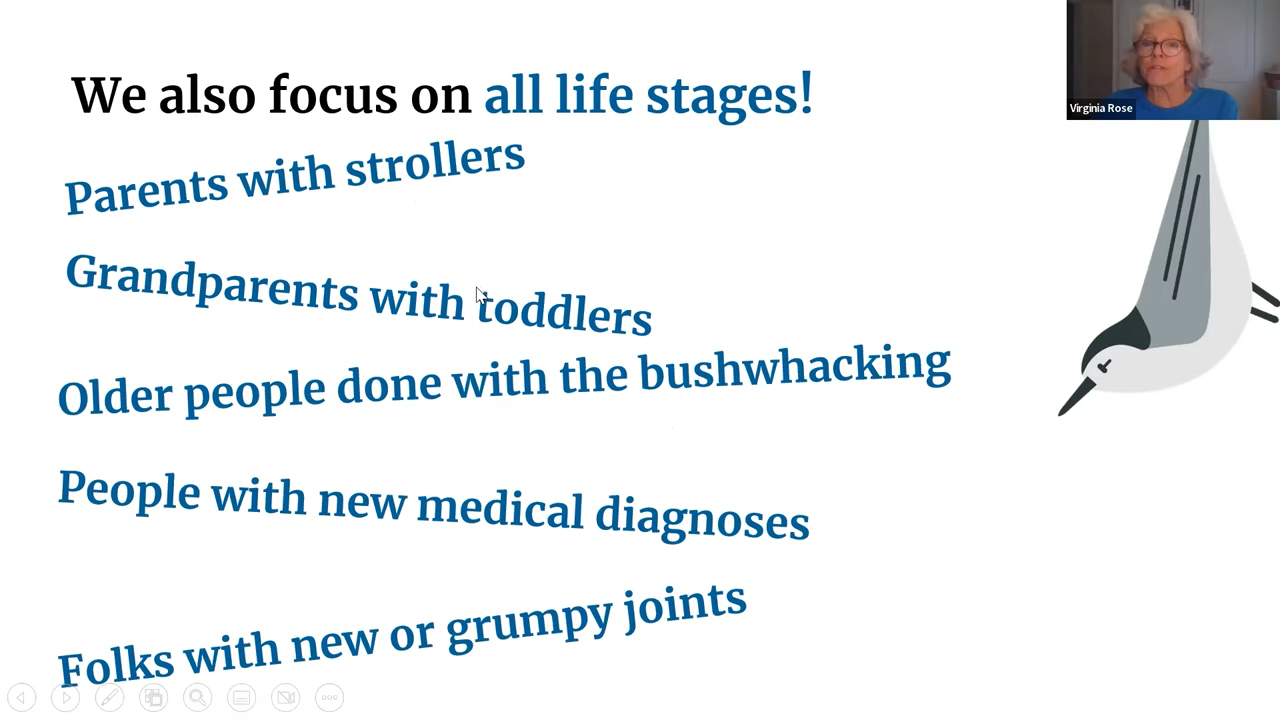 We also focus on all life stages!
Virginia Rose
Parents with strollers
Grandparents with toddlers
Older people done with the bushwhacking
People with new medical diagnoses
Folks with new or grumpy joints